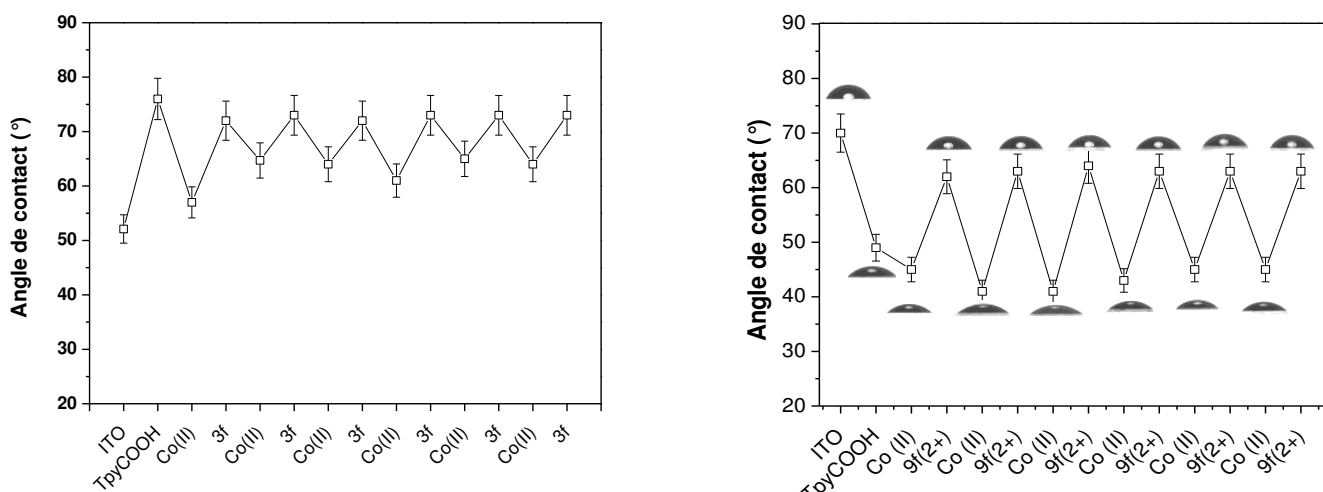 90
80
70
60
50
40
30
20
Angle de contact (°)
ITO
TpyCOOH
Co(II)
3f
Co(II)
3f
Co(II)
3f
Co(II)
3f
Co(II)
3f
Co(II)
3f
90
80
70
60
50
40
30
20
Angle de contact (°)
ITO
TpyCOOH
Co (II)
9f(2+)
Co (II)
9f(2+)
Co (II)
9f(2+)
Co (II)
9f(2+)
Co (II)
9f(2+)
Co (II)
9f(2+)